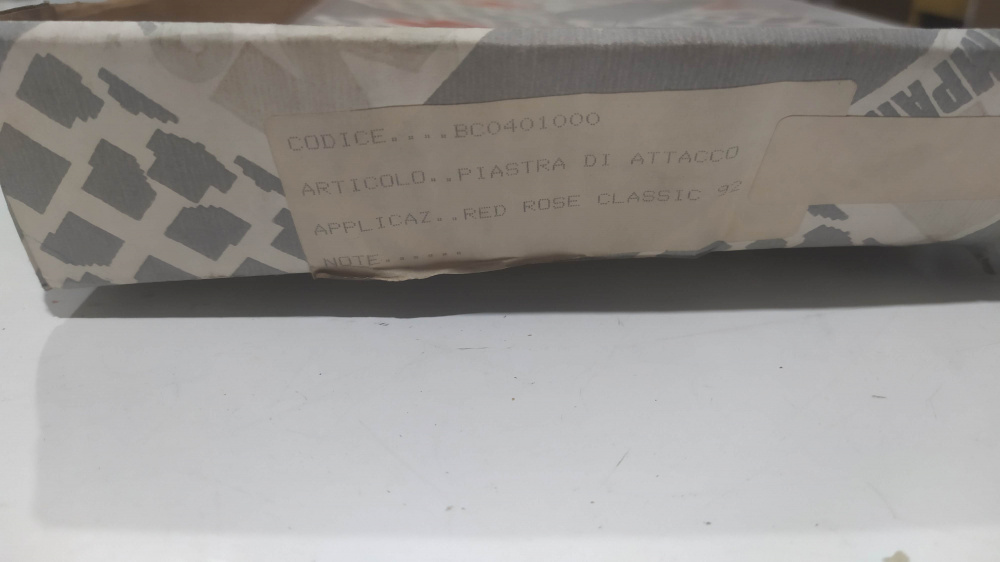 CODICE....BC0401000
ARTICOLO..PIASTRA DI ATTACCO
APPLICAZ..RED ROSE CLASSIC 92
NOTE......